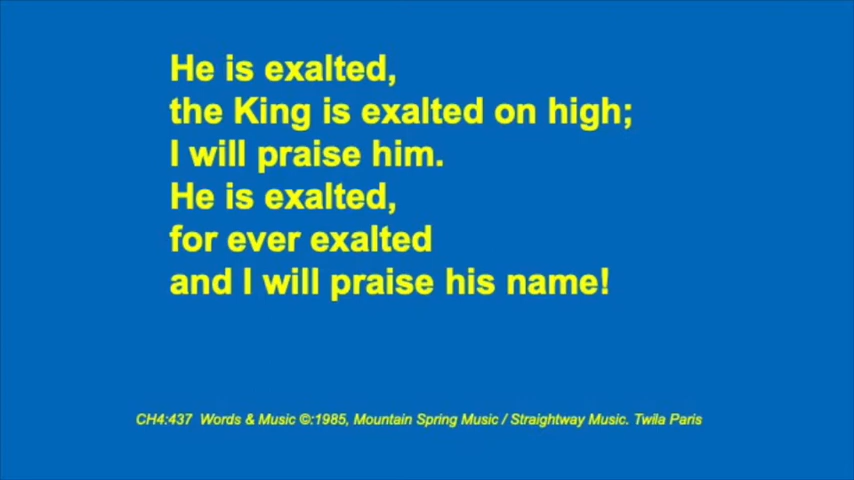 He is exalted,
the King is exalted on high;
I will praise him.
He is exalted,
for ever exalted
and I will praise his name!
CH4:437 Words & Music ©:1985, Mountain Spring Music / Straightway Music. Twila Paris